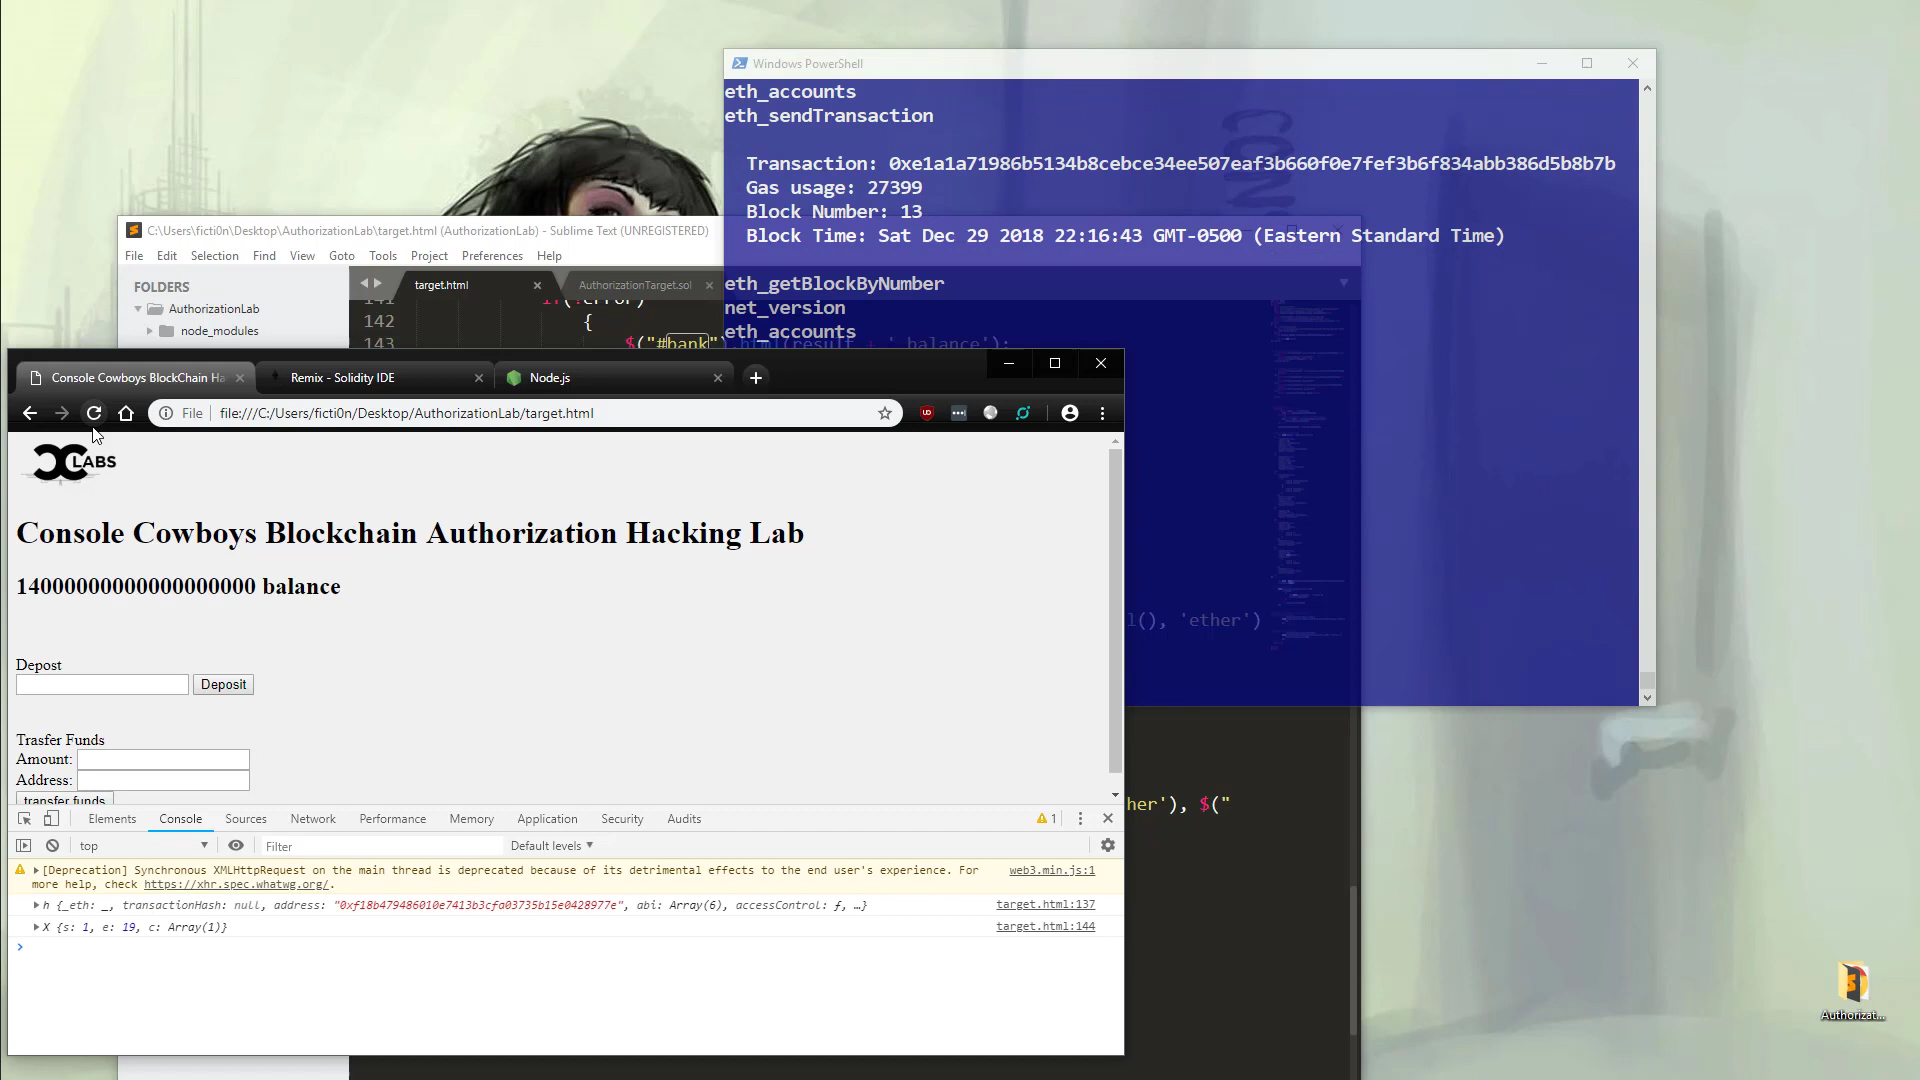 Windows PowerShell
eth_accounts
eth_sendTransaction
Transaction: 0xe1a1a71986b5134b8cebce34ee507eaf3b660f0e7fef3b6f834abb386d5b8b7b
Gas usage: 27399
Block Number: 13
Block Time: Sat Dec 29 2018 22:16:43 GMT-0500 (Eastern Standard Time)
eth_getBlockByNumber
net_version
eth_accounts
C:\Users\ficti0n\Desktop\AuthorizationLab\target.html (AuthorizationLab) - Sublime Text (UNREGISTERED)
File Edit Selection Find View Goto Tools Project Preferences Help
FOLDERS
AuthorizationLab
node_modules
target.html
AuthorizationTarget.sol
142 {
143 $("#bank").html(result + ' balance');
l(), 'ether')
her'), $("
Console Cowboys BlockChain Ha
Remix - Solidity IDE
Node.js
File file:///C:/Users/ficti0n/Desktop/AuthorizationLab/target.html
CC LABS
Console Cowboys Blockchain Authorization Hacking Lab
14000000000000000000 balance
Depost
Deposit
Trasfer Funds
Amount:
Address:
transfer funds
Elements Console Sources Network Performance Memory Application Security Audits 1
top Filter Default levels
[Deprecation] Synchronous XMLHttpRequest on the main thread is deprecated because of its detrimental effects to the end user's experience. For web3.min.js:1
more help, check https://xhr.spec.whatwg.org/.
h {_eth: _, transactionHash: null, address: "0xf18b479486010e7413b3cfa03735b15e0428977e", abi: Array(6), accessControl: ƒ, …} target.html:137
X {s: 1, e: 19, c: Array(1)} target.html:144
Authorizat...